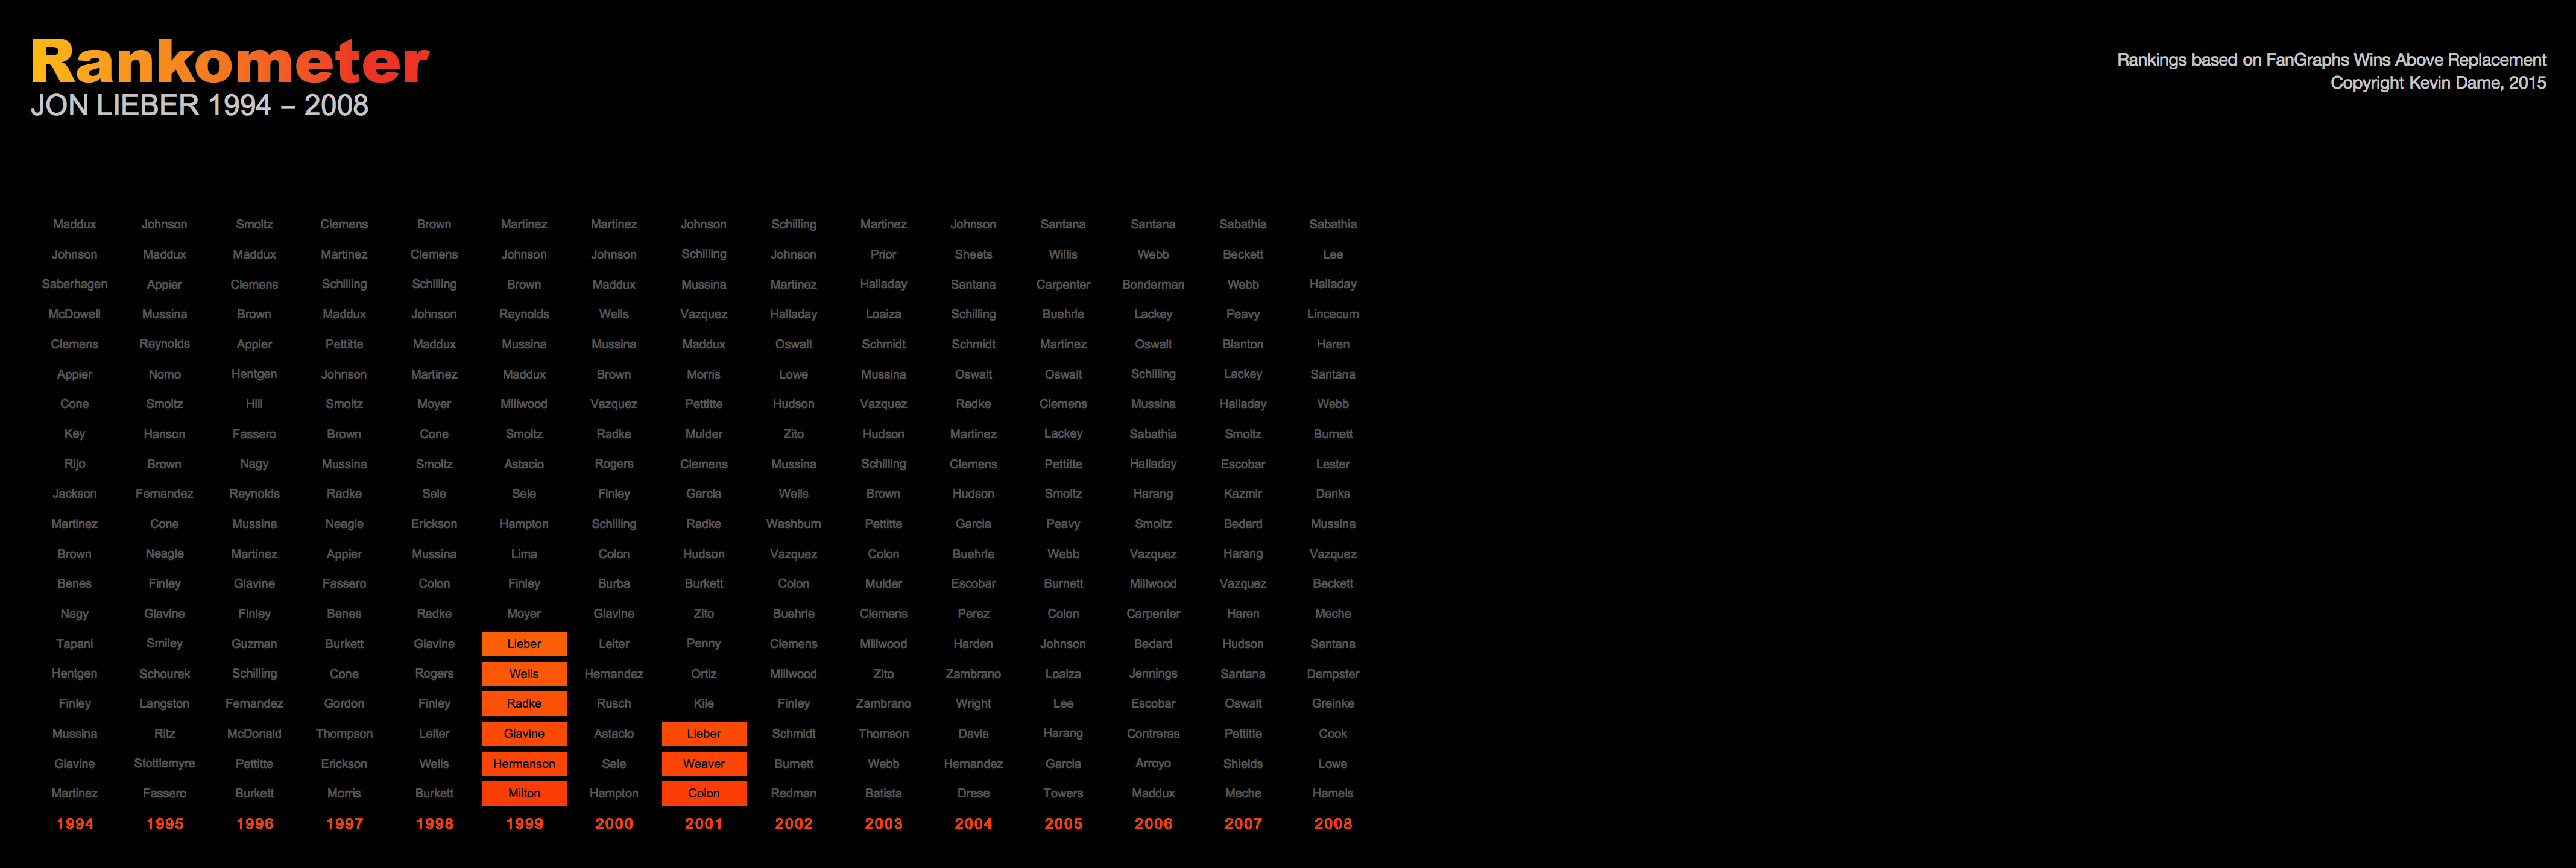 Rankometer
JON LIEBER 1994 – 2008
Rankings based on FanGraphs Wins Above Replacement
Copyright Kevin Dame, 2015
Maddux Johnson Smoltz Clemens Brown Martinez Martinez Johnson Schilling Martinez Johnson Santana Santana Sabathia Sabathia
Johnson Maddux Maddux Martinez Clemens Johnson Johnson Schilling Johnson Prior Sheets Willis Webb Beckett Lee
Saberhagen Appier Clemens Schilling Schilling Brown Maddux Mussina Martinez Halladay Santana Carpenter Bonderman Webb Halladay
McDowell Mussina Brown Maddux Johnson Reynolds Wells Vazquez Halladay Loaiza Schilling Buehrle Lackey Peavy Lincecum
Clemens Reynolds Appier Pettitte Maddux Mussina Mussina Maddux Oswalt Schmidt Schmidt Martinez Oswalt Blanton Haren
Appier Nomo Hentgen Johnson Martinez Maddux Brown Morris Lowe Mussina Oswalt Oswalt Schilling Lackey Santana
Cone Smoltz Hill Smoltz Moyer Millwood Vazquez Pettitte Hudson Vazquez Radke Clemens Mussina Halladay Webb
Key Hanson Fassero Brown Cone Smoltz Radke Mulder Zito Hudson Martinez Lackey Sabathia Smoltz Burnett
Rijo Brown Nagy Mussina Smoltz Astacio Rogers Clemens Mussina Schilling Clemens Pettitte Halladay Escobar Lester
Jackson Fernandez Reynolds Radke Sele Sele Finley Garcia Wells Brown Hudson Smoltz Harang Kazmir Danks
Martinez Cone Mussina Neagle Erickson Hampton Schilling Radke Washburn Pettitte Garcia Peavy Smoltz Bedard Mussina
Brown Neagle Martinez Appier Mussina Lima Colon Hudson Vazquez Colon Buehrle Webb Vazquez Harang Vazquez
Benes Finley Glavine Fassero Colon Finley Burba Burkett Colon Mulder Escobar Burnett Millwood Vazquez Beckett
Nagy Glavine Finley Benes Radke Moyer Glavine Zito Buehrle Clemens Perez Colon Carpenter Haren Meche
Tapani Smiley Guzman Burkett Glavine Lieber Leiter Penny Clemens Millwood Harden Johnson Bedard Hudson Santana
Hentgen Schourek Schilling Cone Rogers Wells Hernandez Ortiz Millwood Zito Zambrano Loaiza Jennings Santana Dempster
Finley Langston Fernandez Gordon Finley Radke Rusch Kile Finley Zambrano Wright Lee Escobar Oswalt Greinke
Mussina Ritz McDonald Thompson Leiter Glavine Astacio Lieber Schmidt Thomson Davis Harang Contreras Pettitte Cook
Glavine Stottlemyre Pettitte Erickson Wells Hermanson Sele Weaver Burnett Webb Hernandez Garcia Arroyo Shields Lowe
Martinez Fassero Burkett Morris Burkett Milton Hampton Colon Redman Batista Drese Towers Maddux Meche Hamels
1994 1995 1996 1997 1998 1999 2000 2001 2002 2003 2004 2005 2006 2007 2008